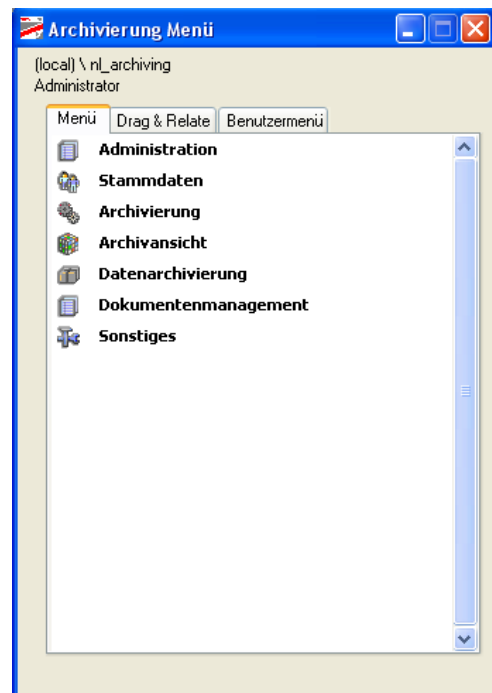 Archivierung Menü
(local) \ nl_archiving
Administrator
Menü Drag & Relate Benutzermenü
Administration
Stammdaten
Archivierung
Archivansicht
Datenarchivierung
Dokumentenmanagement
Sonstiges